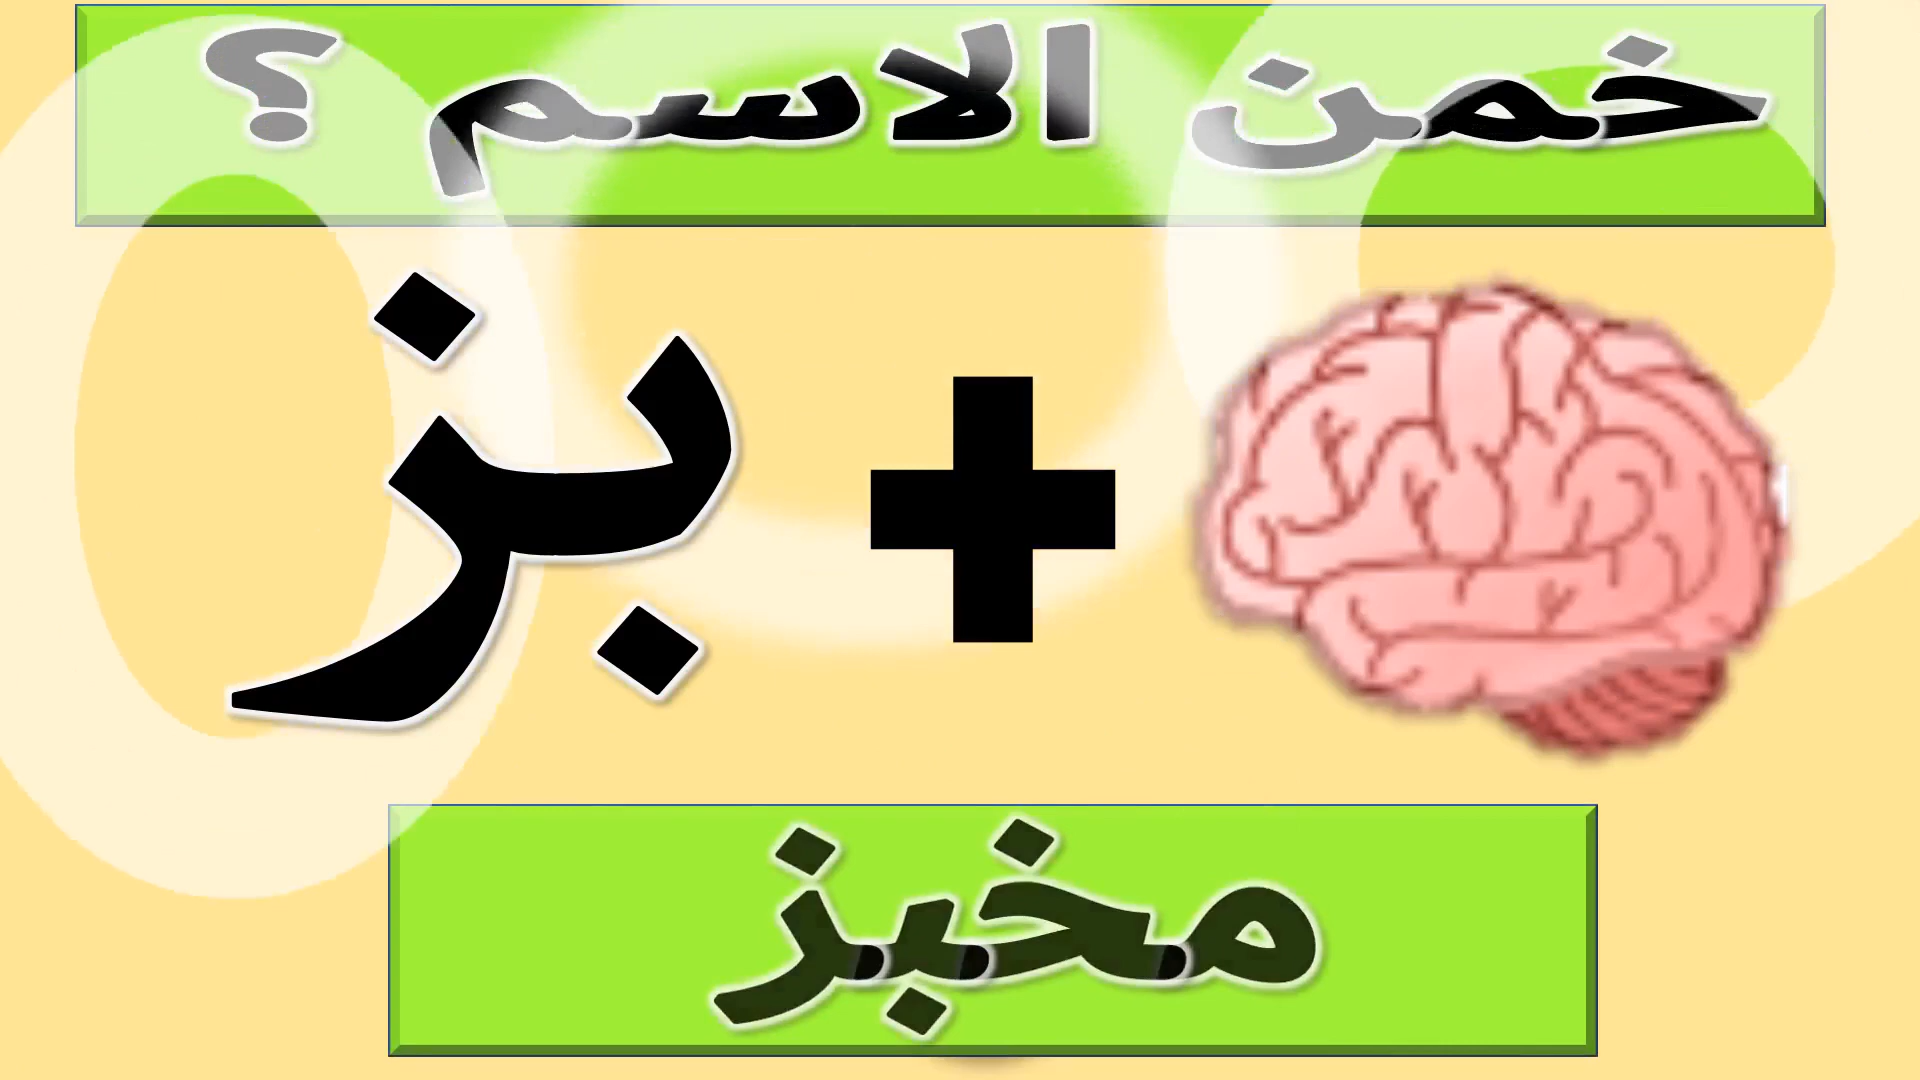 خمن الاسم ؟
بز
+
مخبز